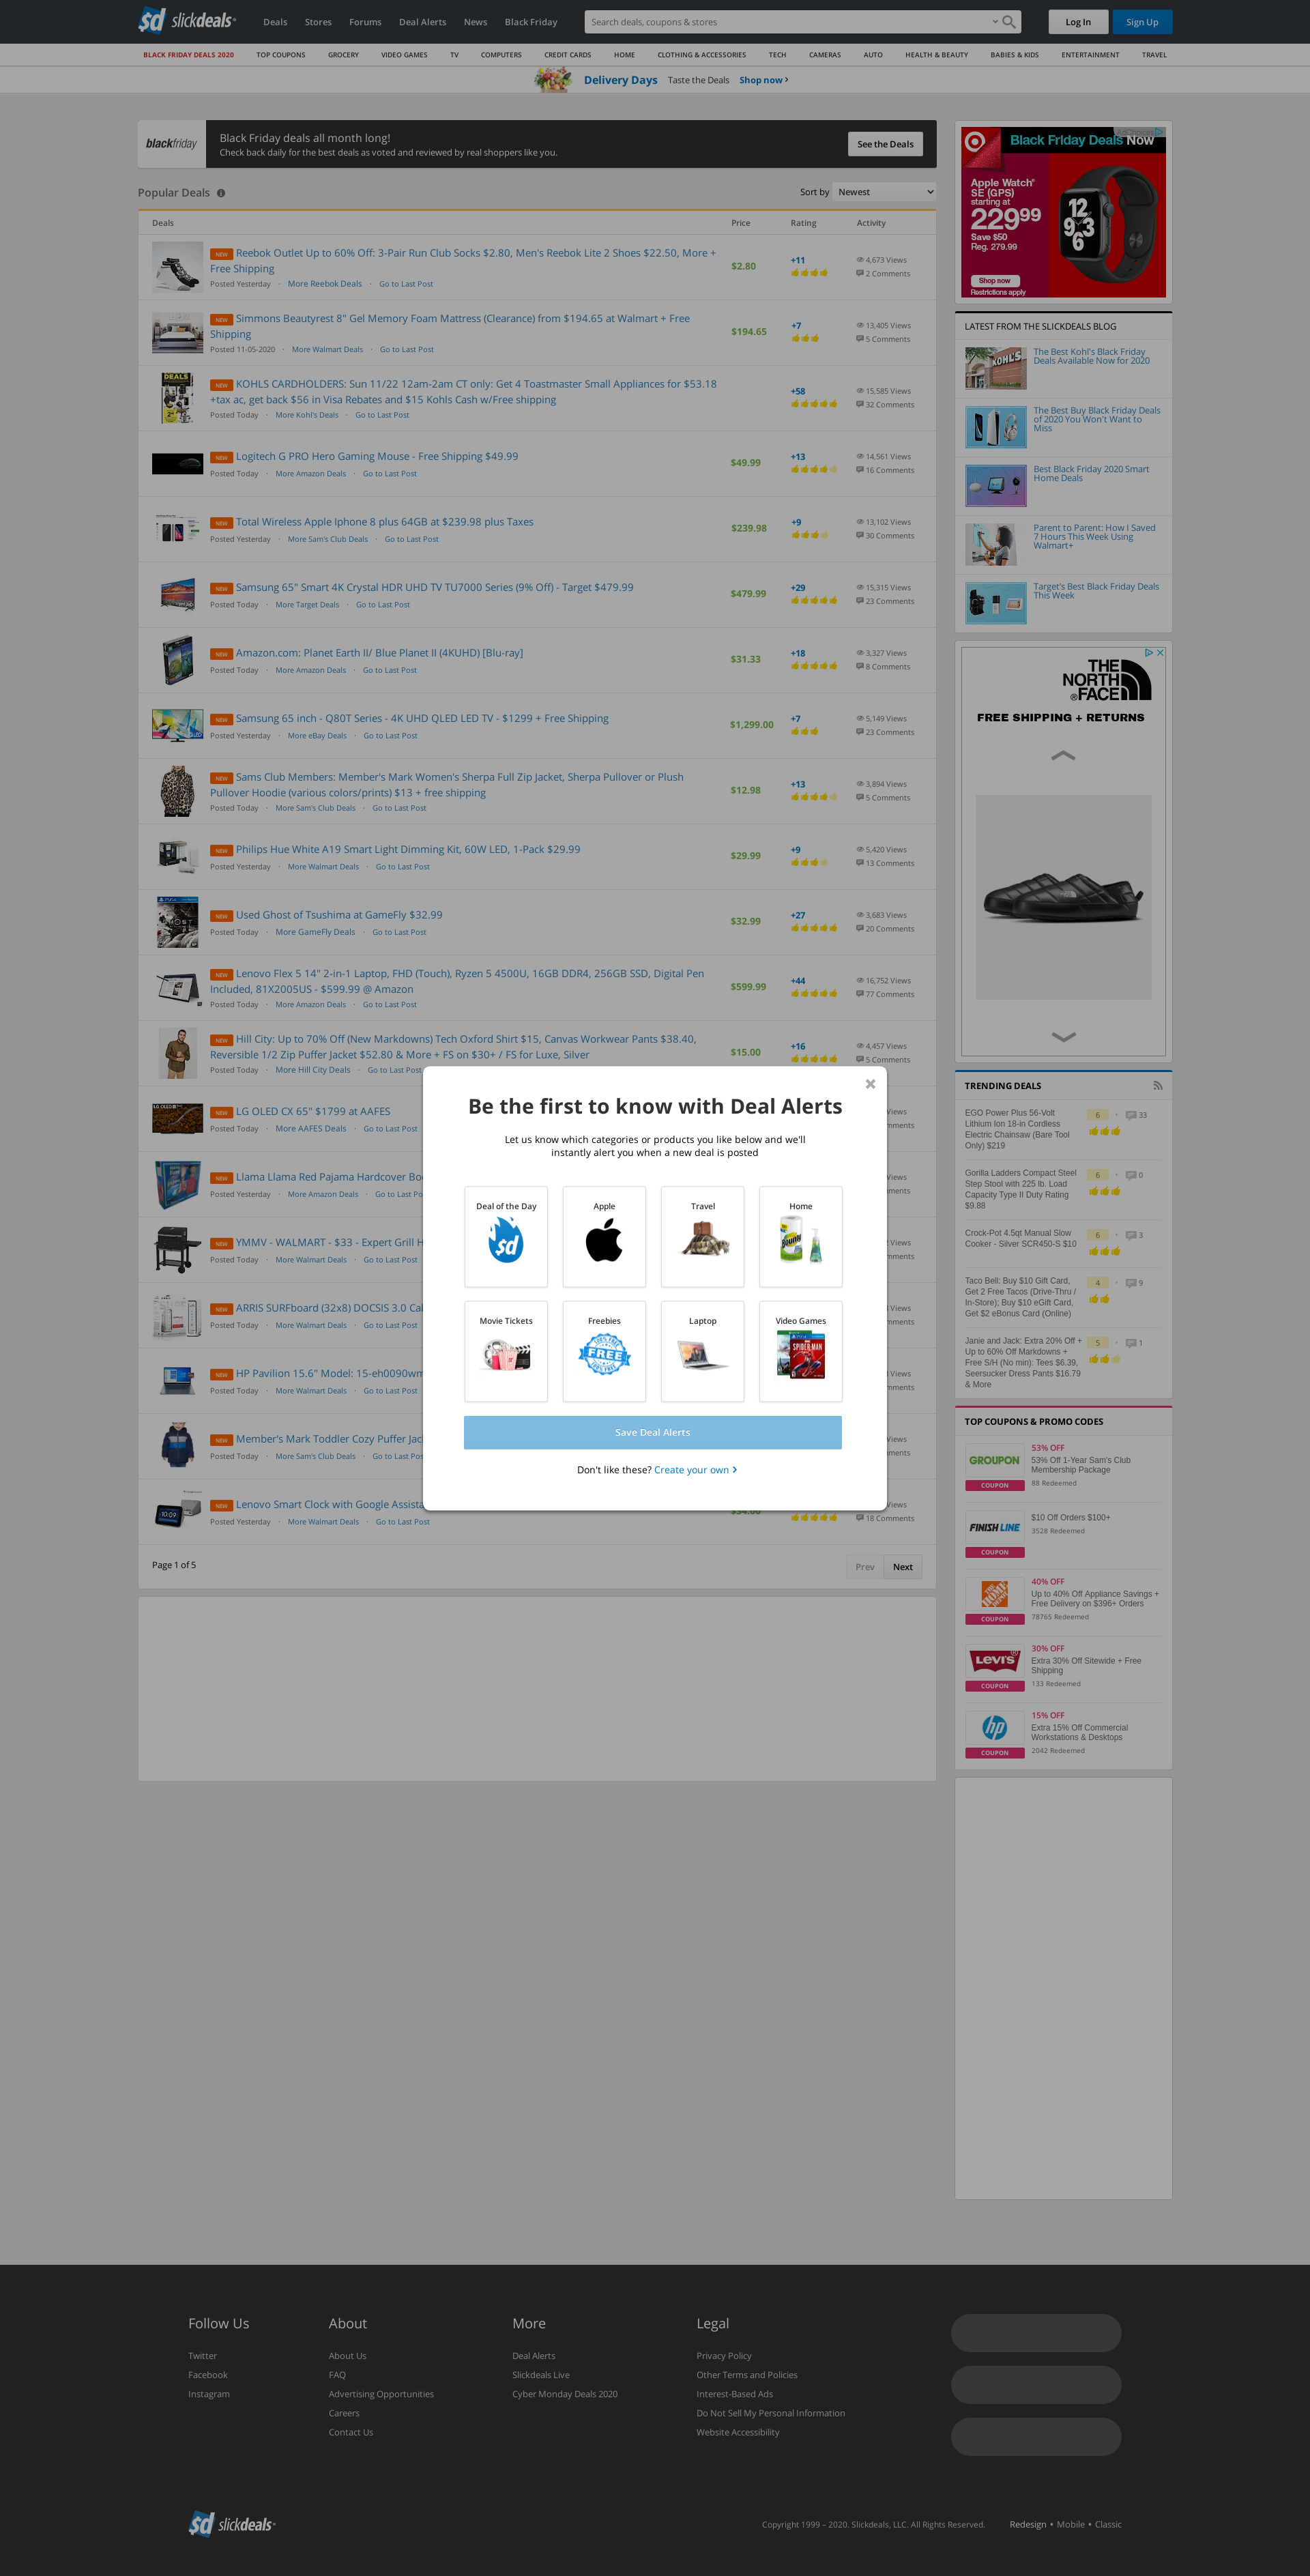 slickdeals
Deals Stores Forums Deal Alerts News Black Friday
Search deals, coupons & stores
Log In
Sign Up
BLACK FRIDAY DEALS 2020 TOP COUPONS GROCERY VIDEO GAMES TV COMPUTERS CREDIT CARDS HOME CLOTHING & ACCESSORIES TECH CAMERAS AUTO HEALTH & BEAUTY BABIES & KIDS ENTERTAINMENT TRAVEL
Delivery Days Taste the Deals Shop now
blackfriday
Black Friday deals all month long!
Check back daily for the best deals as voted and reviewed by real shoppers like you.
See the Deals
Popular Deals
Sort by Newest
Deals Price Rating Activity
NEW Reebok Outlet Up to 60% Off: 3-Pair Run Club Socks $2.80, Men's Reebok Lite 2 Shoes $22.50, More +
Free Shipping
Posted Yesterday · More Reebok Deals · Go to Last Post
$2.80
+11
4,673 Views
2 Comments
NEW Simmons Beautyrest 8" Gel Memory Foam Mattress (Clearance) from $194.65 at Walmart + Free
Shipping
Posted 11-05-2020 · More Walmart Deals · Go to Last Post
$194.65
+7
13,405 Views
5 Comments
NEW KOHLS CARDHOLDERS: Sun 11/22 12am-2am CT only: Get 4 Toastmaster Small Appliances for $53.18
+tax ac, get back $56 in Visa Rebates and $15 Kohls Cash w/Free shipping
Posted Today · More Kohl's Deals · Go to Last Post
+58
15,585 Views
32 Comments
NEW Logitech G PRO Hero Gaming Mouse - Free Shipping $49.99
Posted Today · More Amazon Deals · Go to Last Post
$49.99
+13
14,561 Views
16 Comments
NEW Total Wireless Apple Iphone 8 plus 64GB at $239.98 plus Taxes
Posted Yesterday · More Sam's Club Deals · Go to Last Post
$239.98
+9
13,102 Views
30 Comments
NEW Samsung 65" Smart 4K Crystal HDR UHD TV TU7000 Series (9% Off) - Target $479.99
Posted Today · More Target Deals · Go to Last Post
$479.99
+29
15,315 Views
23 Comments
NEW Amazon.com: Planet Earth II/ Blue Planet II (4KUHD) [Blu-ray]
Posted Today · More Amazon Deals · Go to Last Post
$31.33
+18
3,327 Views
8 Comments
NEW Samsung 65 inch - Q80T Series - 4K UHD QLED LED TV - $1299 + Free Shipping
Posted Yesterday · More eBay Deals · Go to Last Post
$1,299.00
+7
5,149 Views
23 Comments
NEW Sams Club Members: Member's Mark Women's Sherpa Full Zip Jacket, Sherpa Pullover or Plush
Pullover Hoodie (various colors/prints) $13 + free shipping
Posted Today · More Sam's Club Deals · Go to Last Post
$12.98
+13
3,894 Views
5 Comments
NEW Philips Hue White A19 Smart Light Dimming Kit, 60W LED, 1-Pack $29.99
Posted Yesterday · More Walmart Deals · Go to Last Post
$29.99
+9
5,420 Views
13 Comments
NEW Used Ghost of Tsushima at GameFly $32.99
Posted Today · More GameFly Deals · Go to Last Post
$32.99
+27
3,683 Views
20 Comments
NEW Lenovo Flex 5 14" 2-in-1 Laptop, FHD (Touch), Ryzen 5 4500U, 16GB DDR4, 256GB SSD, Digital Pen
Included, 81X2005US - $599.99 @ Amazon
Posted Today · More Amazon Deals · Go to Last Post
$599.99
+44
16,752 Views
77 Comments
NEW Hill City: Up to 70% Off (New Markdowns) Tech Oxford Shirt $15, Canvas Workwear Pants $38.40,
Reversible 1/2 Zip Puffer Jacket $52.80 & More + FS on $30+ / FS for Luxe, Silver
Posted Today · More Hill City Deals · Go to Last Post
$15.00
+16
4,457 Views
5 Comments
NEW LG OLED CX 65" $1799 at AAFES
Posted Today · More AAFES Deals · Go to Last Post
NEW Llama Llama Red Pajama Hardcover
Posted Yesterday · More Amazon Deals · Go to Last
NEW YMMV - WALMART - $33 - Expert Grill
Posted Today · More Walmart Deals · Go to Last Post
NEW ARRIS SURFboard (32x8) DOCSIS 3.0
Posted Today · More Walmart Deals · Go to Last Post
NEW HP Pavilion 15.6" Model: 15-eh0090wm
Posted Today · More Walmart Deals · Go to Last Post
NEW Member's Mark Toddler Cozy Puffer
Posted Today · More Sam's Club Deals · Go to Last
NEW Lenovo Smart Clock with Google
Posted Yesterday · More Walmart Deals · Go to Last Post
18 Comments
Page 1 of 5
Prev Next
Be the first to know with Deal Alerts
Let us know which categories or products you like below and we'll
instantly alert you when a new deal is posted
Deal of the Day Apple Travel Home
Movie Tickets Freebies Laptop Video Games
Save Deal Alerts
Don't like these? Create your own
AdChoices
Black Friday Deals Now
Apple Watch®
SE (GPS)
starting at
229.99
Save $50
Reg. 279.99
Shop now
Restrictions apply
LATEST FROM THE SLICKDEALS BLOG
The Best Kohl's Black Friday
Deals Available Now for 2020
The Best Buy Black Friday Deals
of 2020 You Won't Want to
Miss
Best Black Friday 2020 Smart
Home Deals
Parent to Parent: How I Saved
7 Hours This Week Using
Walmart+
Target's Best Black Friday Deals
This Week
THE
NORTH
FACE
FREE SHIPPING + RETURNS
TRENDING DEALS
EGO Power Plus 56-Volt
Lithium Ion 18-in Cordless
Electric Chainsaw (Bare Tool
Only) $219
6 · 33
Gorilla Ladders Compact Steel
Step Stool with 225 lb. Load
Capacity Type II Duty Rating
$9.88
6 · 0
Crock-Pot 4.5qt Manual Slow
Cooker - Silver SCR450-S $10
6 · 3
Taco Bell: Buy $10 Gift Card,
Get 2 Free Tacos (Drive-Thru /
In-Store); Buy $10 eGift Card,
Get $2 eBonus Card (Online)
4 · 9
Janie and Jack: Extra 20% Off +
Up to 60% Off Markdowns +
Free S/H (No min): Tees $6.39,
Seersucker Dress Pants $16.79
& More
5 · 1
TOP COUPONS & PROMO CODES
GROUPON
COUPON
53% OFF
53% Off 1-Year Sam's Club
Membership Package
88 Redeemed
FINISH LINE
COUPON
$10 Off Orders $100+
3528 Redeemed
THE HOME DEPOT
COUPON
40% OFF
Up to 40% Off Appliance Savings +
Free Delivery on $396+ Orders
78765 Redeemed
LEVI'S
COUPON
30% OFF
Extra 30% Off Sitewide + Free
Shipping
133 Redeemed
hp
COUPON
15% OFF
Extra 15% Off Commercial
Workstations & Desktops
2042 Redeemed
Follow Us
Twitter
Facebook
Instagram
About
About Us
FAQ
Advertising Opportunities
Careers
Contact Us
More
Deal Alerts
Slickdeals Live
Cyber Monday Deals 2020
Legal
Privacy Policy
Other Terms and Policies
Interest-Based Ads
Do Not Sell My Personal Information
Website Accessibility
slickdeals
Copyright 1999 – 2020. Slickdeals, LLC. All Rights Reserved. Redesign • Mobile • Classic